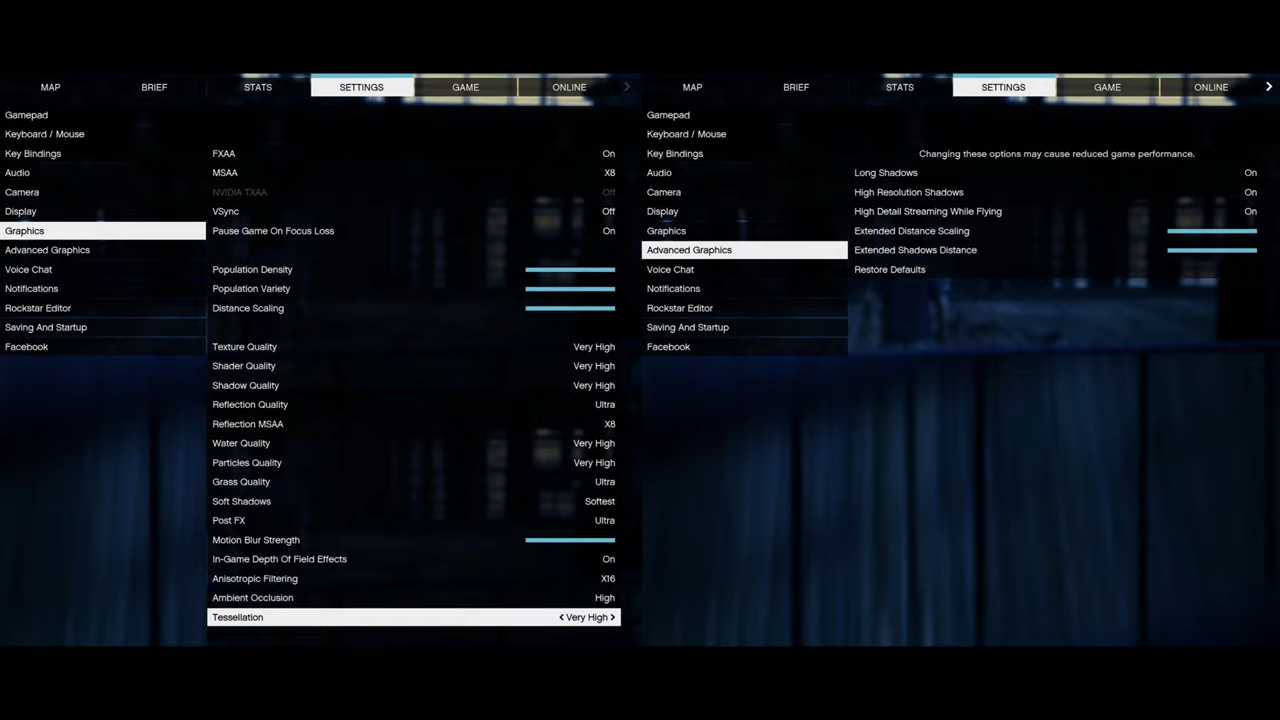 MAP BRIEF STATS SETTINGS GAME ONLINE
Gamepad
Keyboard / Mouse
Key Bindings
Audio
Camera
Display
Graphics
Advanced Graphics
Voice Chat
Notifications
Rockstar Editor
Saving And Startup
Facebook
FXAA On
MSAA X8
NVIDIA TXAA Off
VSync Off
Pause Game On Focus Loss On
Population Density
Population Variety
Distance Scaling
Texture Quality Very High
Shader Quality Very High
Shadow Quality Very High
Reflection Quality Ultra
Reflection MSAA X8
Water Quality Very High
Particles Quality Very High
Grass Quality Ultra
Soft Shadows Softest
Post FX Ultra
Motion Blur Strength
In-Game Depth Of Field Effects On
Anisotropic Filtering X16
Ambient Occlusion High
Tessellation < Very High >
MAP BRIEF STATS SETTINGS GAME ONLINE >
Gamepad
Keyboard / Mouse
Key Bindings
Audio
Camera
Display
Graphics
Advanced Graphics
Voice Chat
Notifications
Rockstar Editor
Saving And Startup
Facebook
Changing these options may cause reduced game performance.
Long Shadows On
High Resolution Shadows On
High Detail Streaming While Flying On
Extended Distance Scaling
Extended Shadows Distance
Restore Defaults